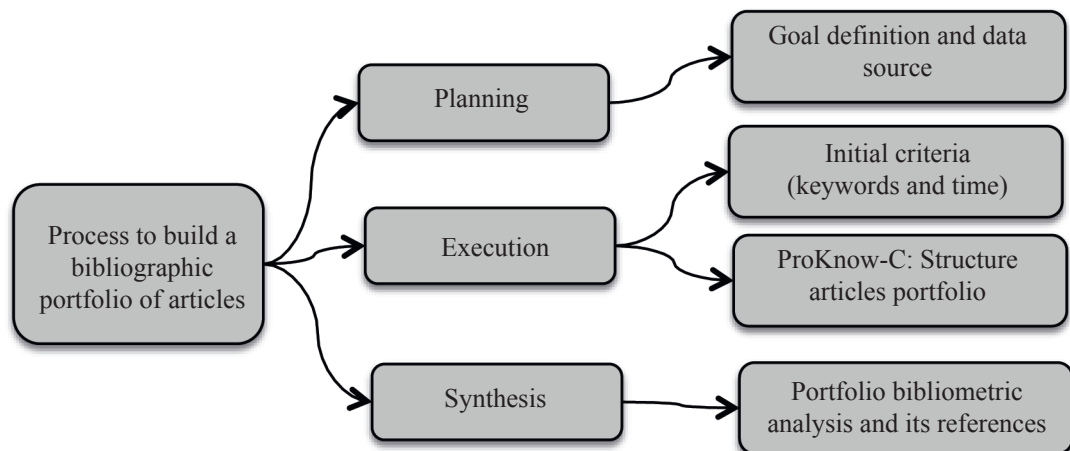 Process to build a
bibliographic
portfolio of articles
Planning
Goal definition and data
source
Execution
Initial criteria
(keywords and time)
ProKnow-C: Structure
articles portfolio
Synthesis
Portfolio bibliometric
analysis and its references